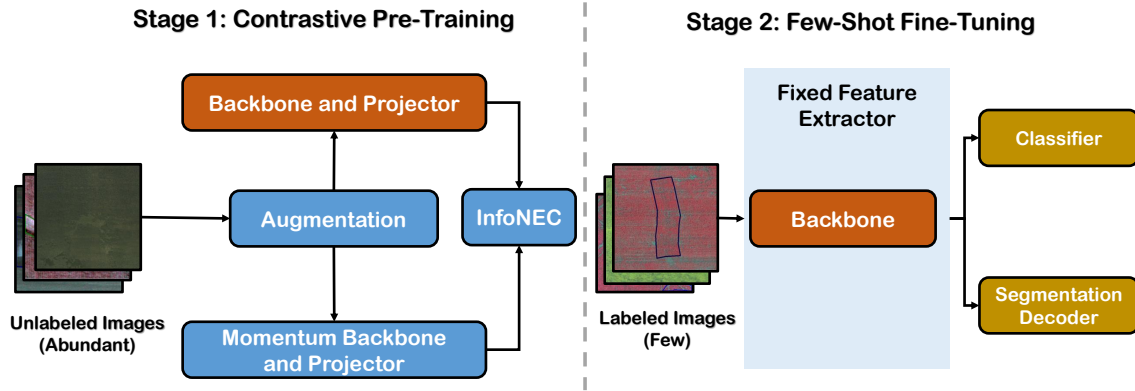 Stage 1: Contrastive Pre-Training
Backbone and Projector
Augmentation
InfoNEC
Momentum Backbone
and Projector
Unlabeled Images
(Abundant)
Stage 2: Few-Shot Fine-Tuning
Fixed Feature
Extractor
Backbone
Classifier
Segmentation
Decoder
Labeled Images
(Few)